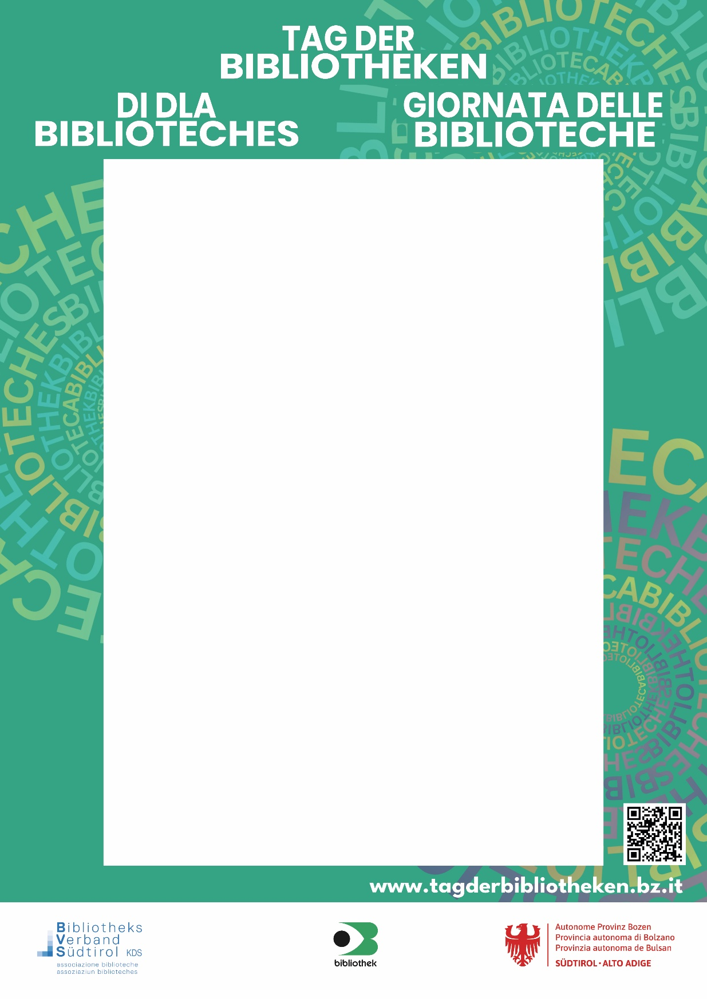 TAG DER
BIBLIOTHEKEN
DI DLA
BIBLIOTECHES
GIORNATA DELLE
BIBLIOTECHE
www.tagderbibliotheken.bz.it
Bibliotheks
Verband
Südtirol KDS
associazione biblioteche
assoziaziun biblioteches
bibliothek
Autonome Provinz Bozen
Provincia autonoma di Bolzano
Provinzia autonoma de Bulsan
SÜDTIROL · ALTO ADIGE